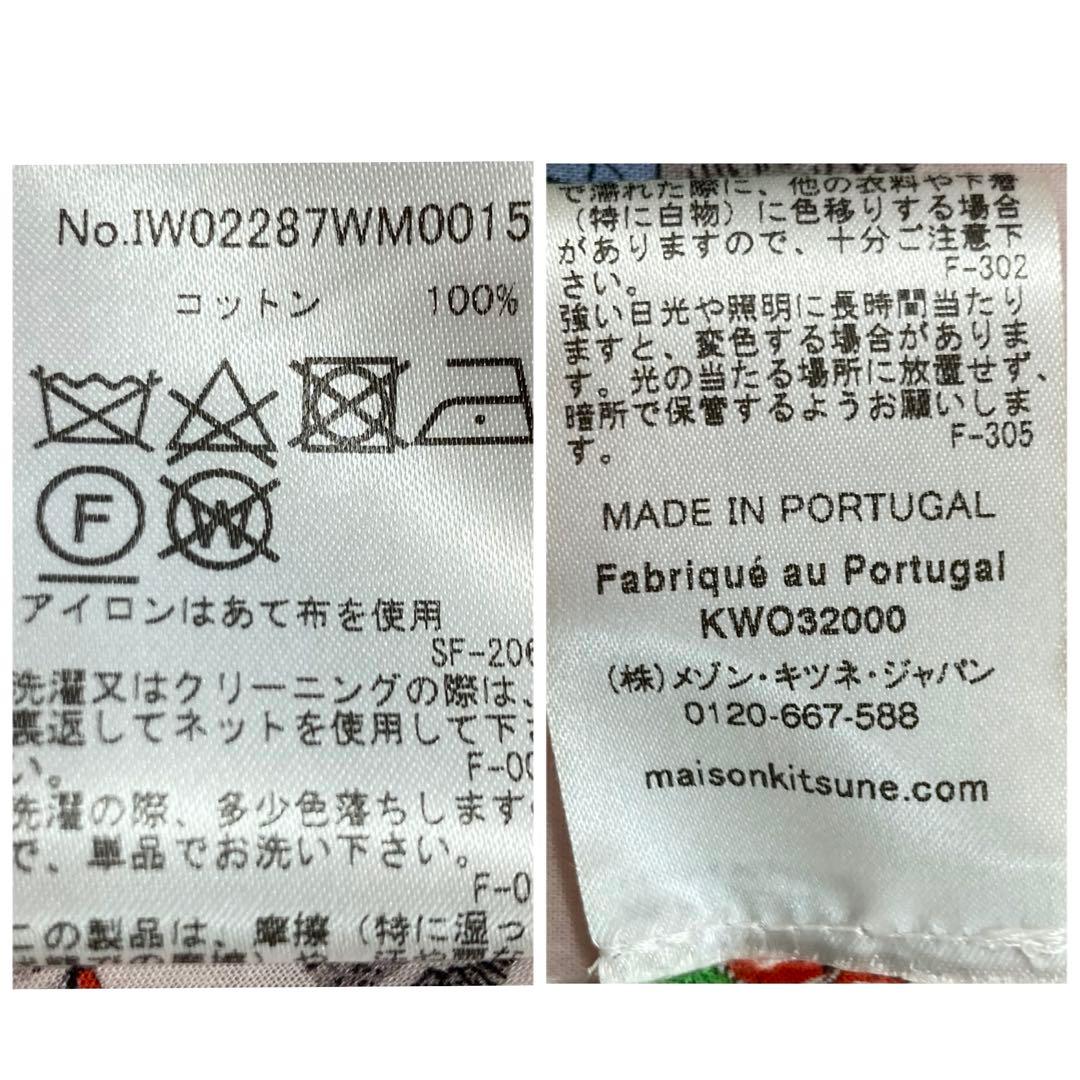 No.IW02287WM0015
コットン 100%
F
W
アイロンはあて布を使用
SF-206
洗濯又はクリーニングの際は、
裏返してネットを使用して下さ
い。
F-00
洗濯の際、多少色落ちします
で、単品でお洗い下さい。
F-0
この製品は、摩擦(特に湿っ
で濡れた際に、他の衣料や下着
(特に白物)に色移りする場合
がありますので、十分ご注意下
さい。
F-302
強い日光や照明に長時間当たり
ますと、変色する場合がありま
す。光の当たる場所に放置せず、
暗所で保管するようお願いしま
す。
F-305
MADE IN PORTUGAL
Fabriqué au Portugal
KWO32000
(株)メゾン・キツネ・ジャパン
0120-667-588
maisonkitsune.com